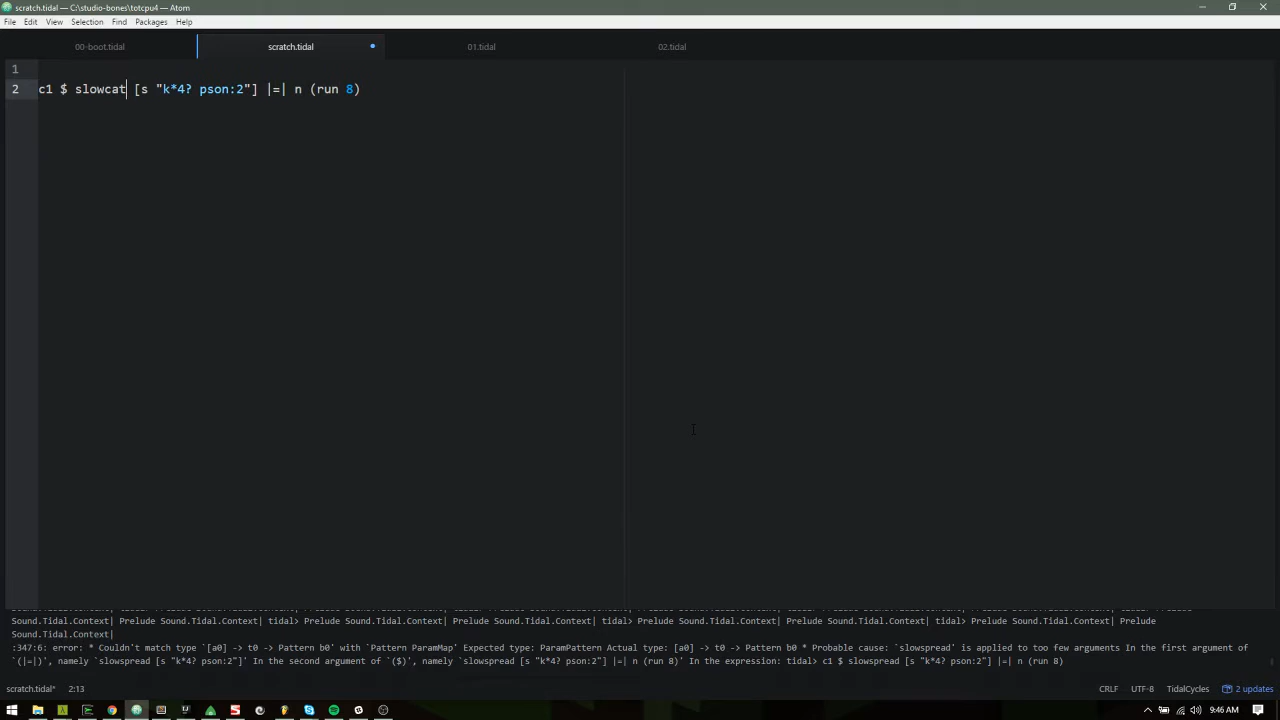 scratch.tidal — C:\studio-bones\totcpu4 — Atom
File Edit View Selection Find Packages Help
00-boot.tidal scratch.tidal 01.tidal 02.tidal
1
2 c1 $ slowcat [s "k*4? pson:2"] |=| n (run 8)
Sound.Tidal.Context| Prelude Sound.Tidal.Context| tidal> Prelude Sound.Tidal.Context| Prelude Sound.Tidal.Context| tidal> Prelude Sound.Tidal.Context| Prelude Sound.Tidal.Context| tidal> Prelude Sound.Tidal.Context| Prelude
Sound.Tidal.Context|
:347:6: error: * Couldn't match type `[a0] -> t0 -> Pattern b0' with `Pattern ParamMap' Expected type: ParamPattern Actual type: [a0] -> t0 -> Pattern b0 * Probable cause: `slowspread' is applied to too few arguments In the first argument of
`(|=|)', namely `slowspread [s "k*4? pson:2"]' In the second argument of `($)', namely `slowspread [s "k*4? pson:2"] |=| n (run 8)' In the expression: tidal> c1 $ slowspread [s "k*4? pson:2"] |=| n (run 8)
scratch.tidal* 2:13 CRLF UTF-8 TidalCycles 2 updates
9:46 AM